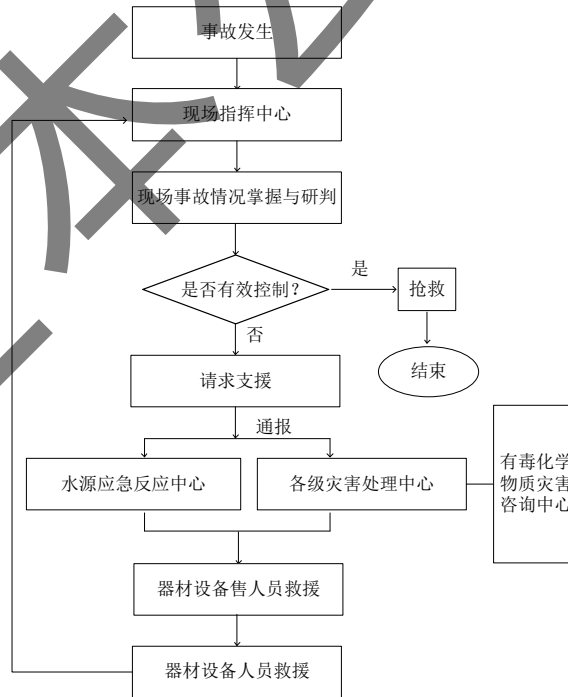 事故发生
现场指挥中心
现场事故情况掌握与研判
是否有效控制？
是
抢救
结束
否
请求支援
通报
水源应急反应中心
各级灾害处理中心
有毒化学
物质灾害
咨询中心
器材设备售人员救援
器材设备人员救援